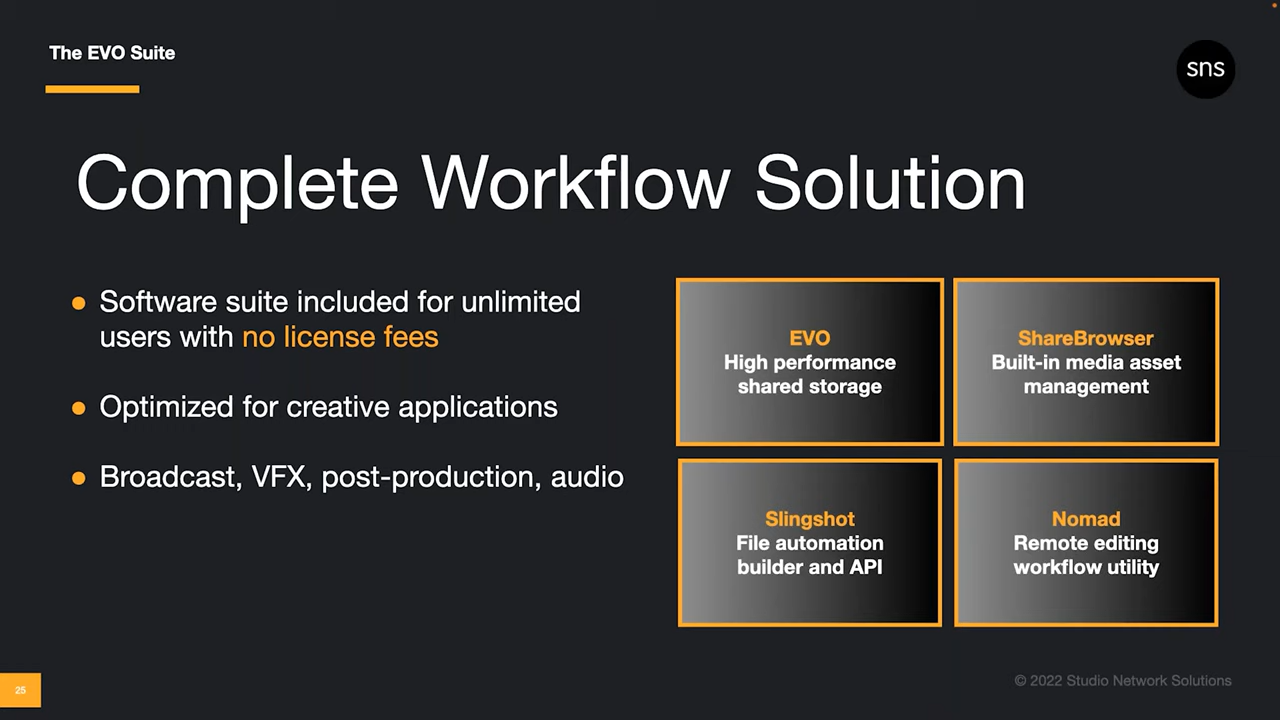 The EVO Suite
sns
Complete Workflow Solution
Software suite included for unlimited
users with no license fees
Optimized for creative applications
Broadcast, VFX, post-production, audio
EVO
High performance
shared storage
ShareBrowser
Built-in media asset
management
Slingshot
File automation
builder and API
Nomad
Remote editing
workflow utility
25
© 2022 Studio Network Solutions